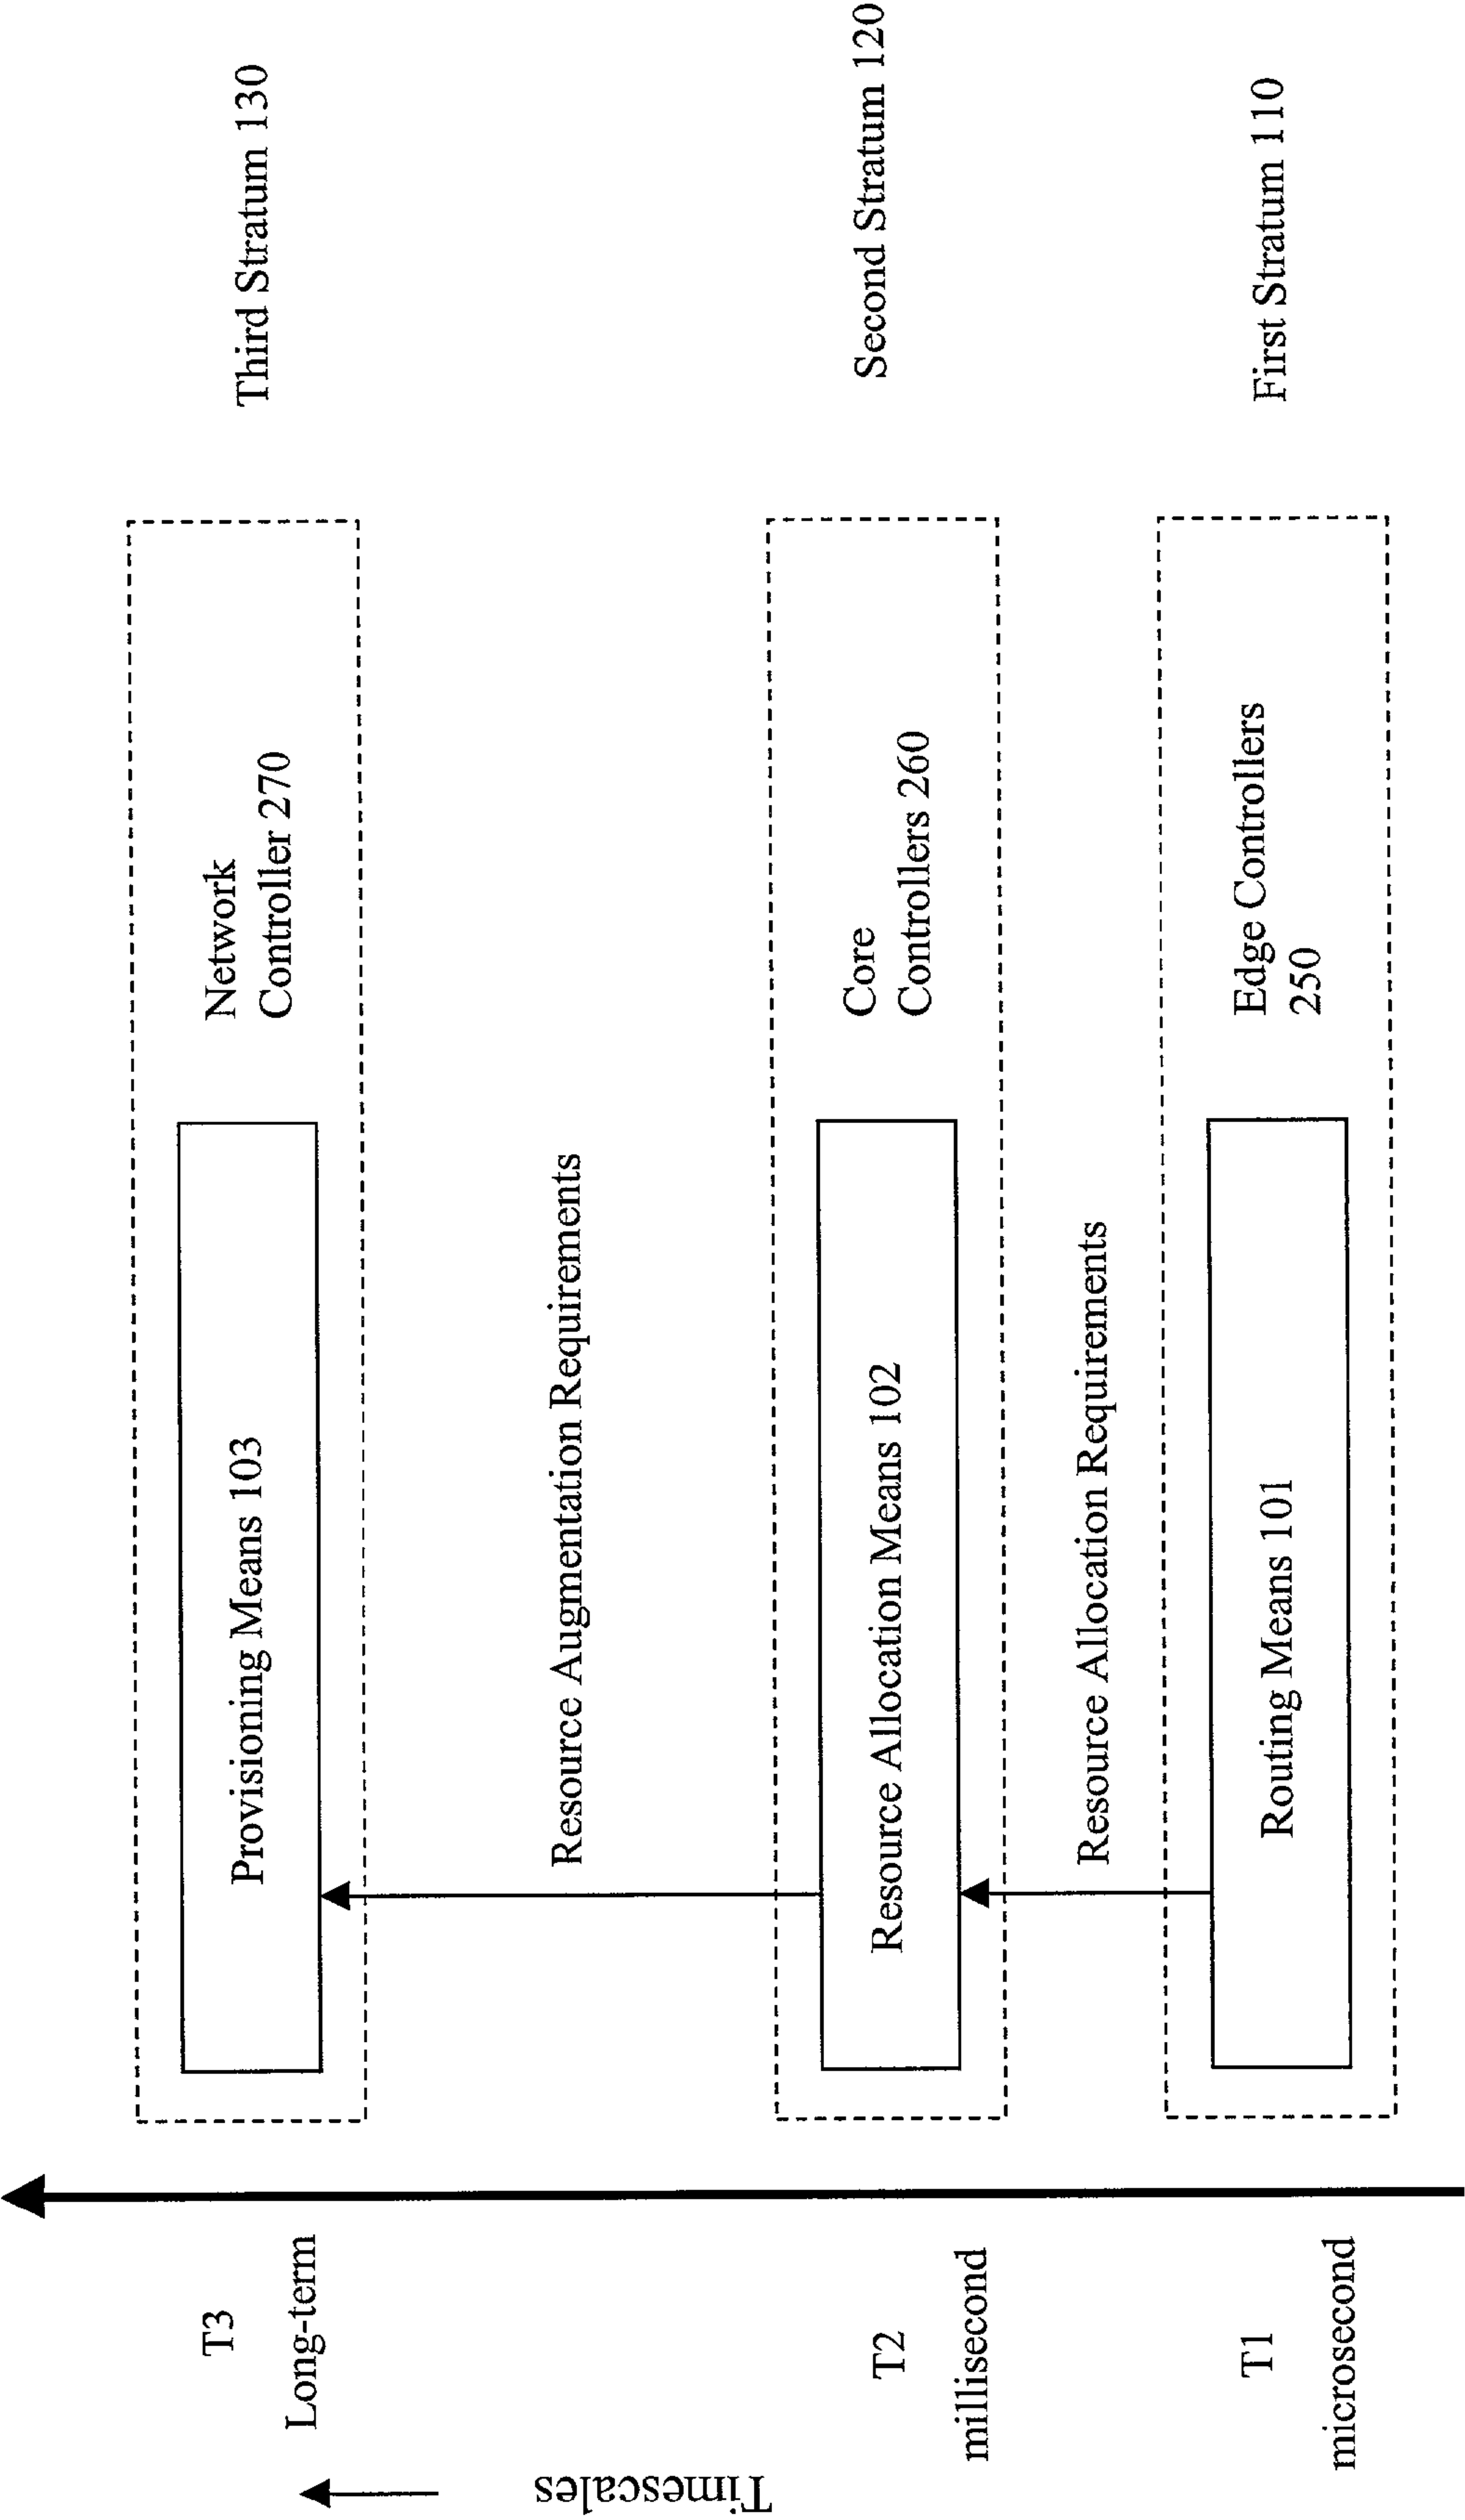 Third Stratum 130
Network
Controller 270
Provisioning Means 103
T3
Long-term
Resource Augmentation Requirements
Second Stratum 120
Core
Controllers 260
Resource Allocation Means 102
T2
millisecond
Resource Allocation Requirements
First Stratum 110
Edge Controllers
250
Routing Means 101
T1
microsecond
Timescales